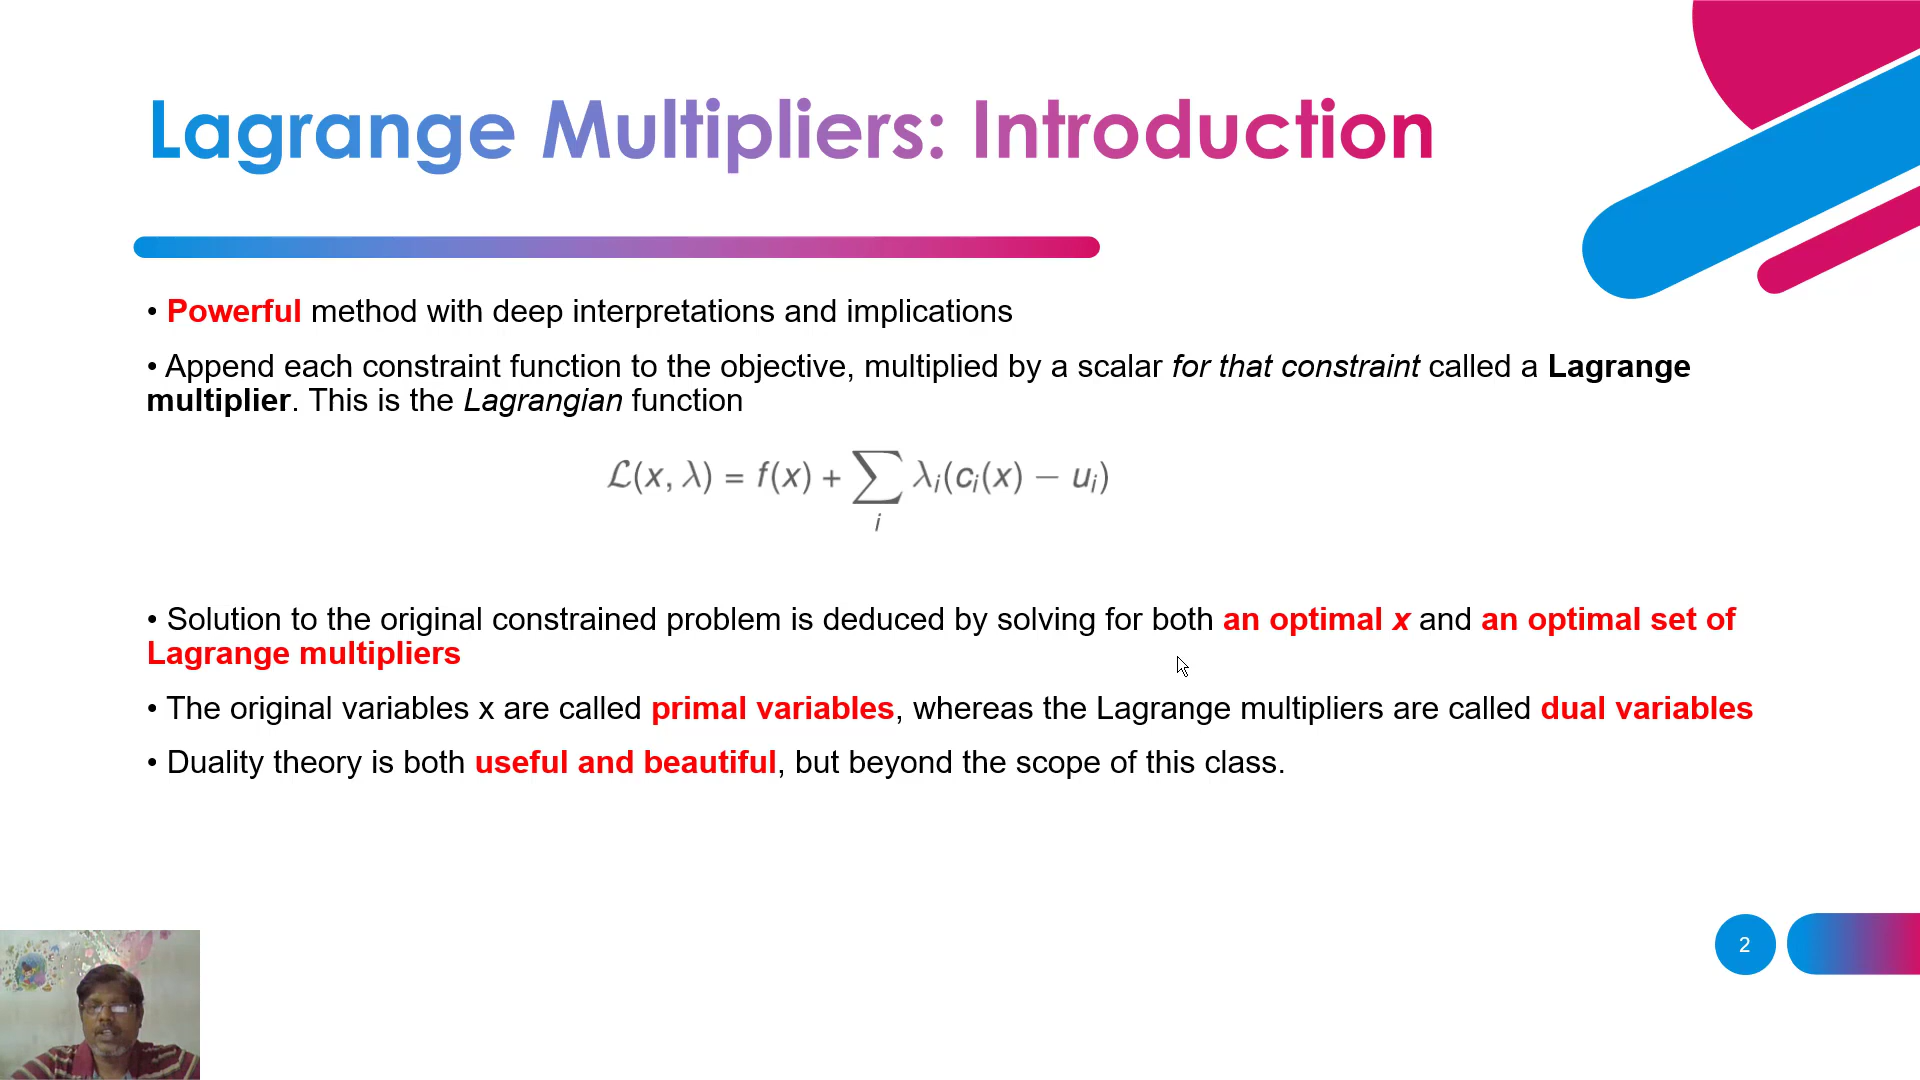 Lagrange Multipliers: Introduction
• Powerful method with deep interpretations and implications
• Append each constraint function to the objective, multiplied by a scalar for that constraint called a Lagrange
multiplier. This is the Lagrangian function
ℒ(x, λ) = f(x) + ∑ λᵢ(cᵢ(x) − uᵢ)
i
• Solution to the original constrained problem is deduced by solving for both an optimal x and an optimal set of
Lagrange multipliers
• The original variables x are called primal variables, whereas the Lagrange multipliers are called dual variables
• Duality theory is both useful and beautiful, but beyond the scope of this class.
2